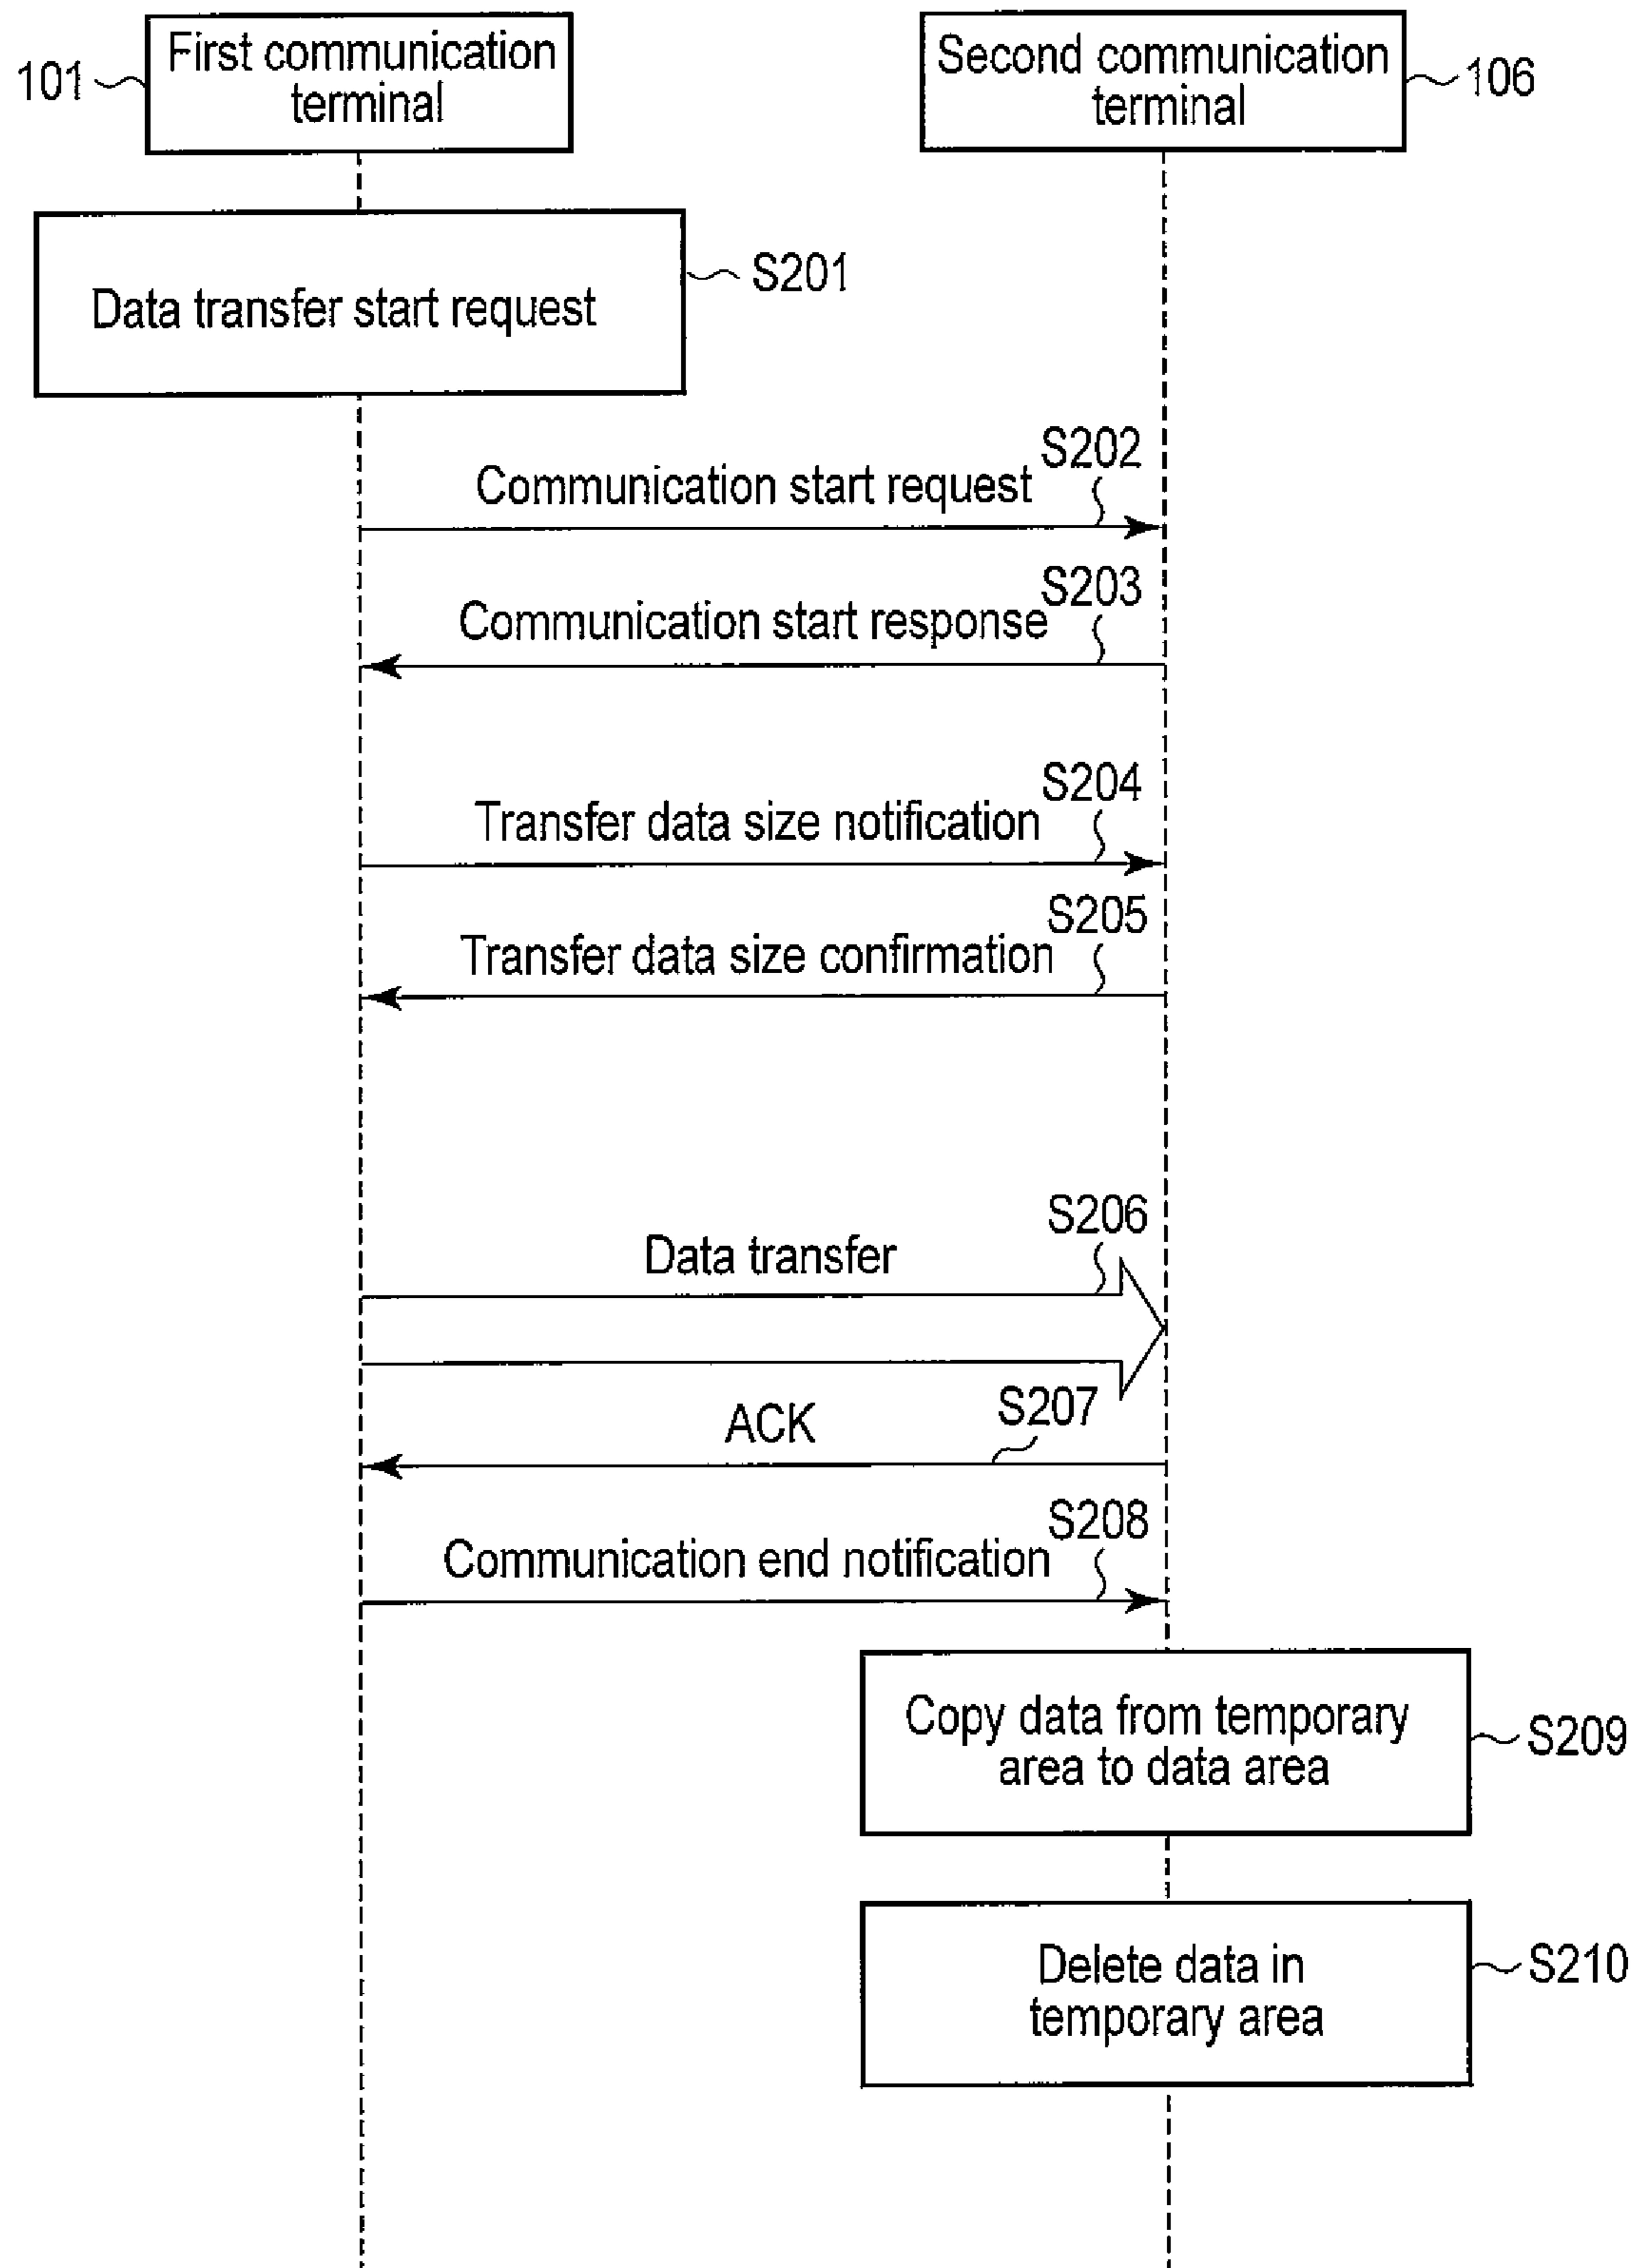 101
First communication
terminal
Second communication
terminal
106
Data transfer start request
S201
S202
Communication start request
S203
Communication start response
S204
Transfer data size notification
S205
Transfer data size confirmation
S206
Data transfer
S207
ACK
S208
Communication end notification
Copy data from temporary
area to data area
S209
Delete data in
temporary area
S210